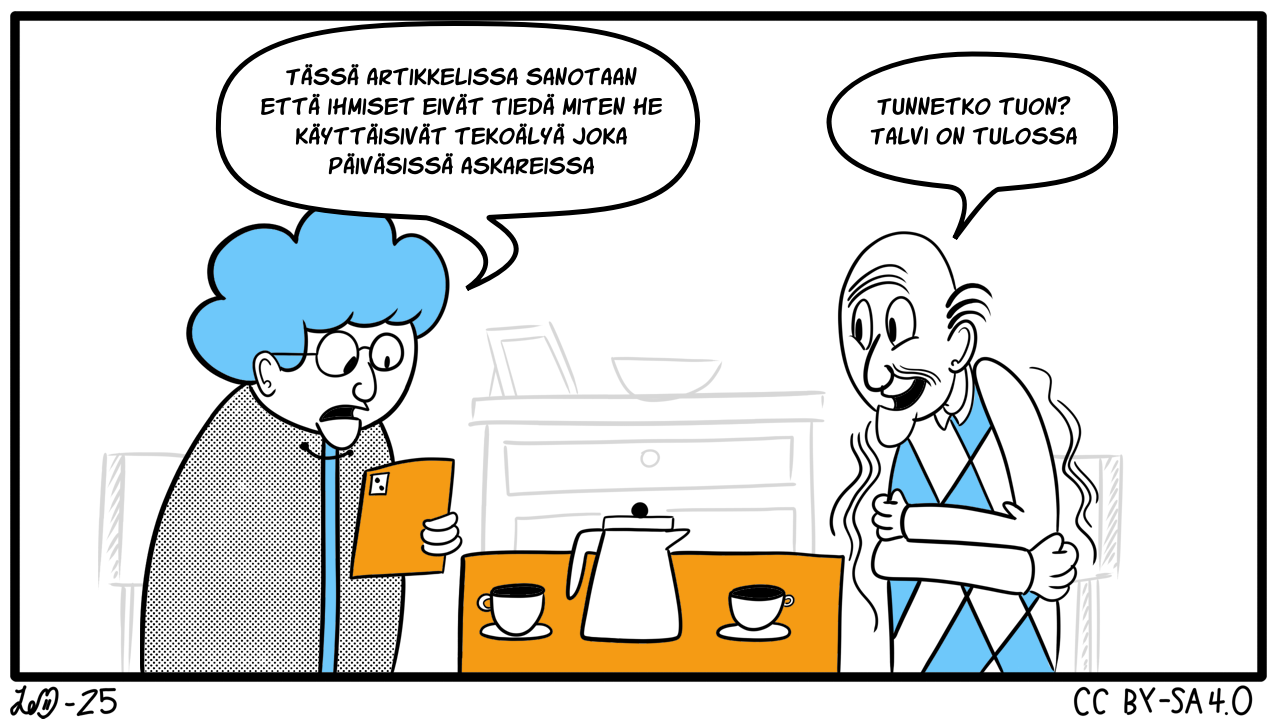 TÄSSÄ ARTIKKELISSA SANOTAAN
ETTÄ IHMISET EIVÄT TIEDÄ MITEN HE
KÄYTTÄISIVÄT TEKOÄLYÄ JOKA
PÄIVÄSISSÄ ASKAREISSA
TUNNETKO TUON?
TALVI ON TULOSSA
-25
CC BY-SA 4.0